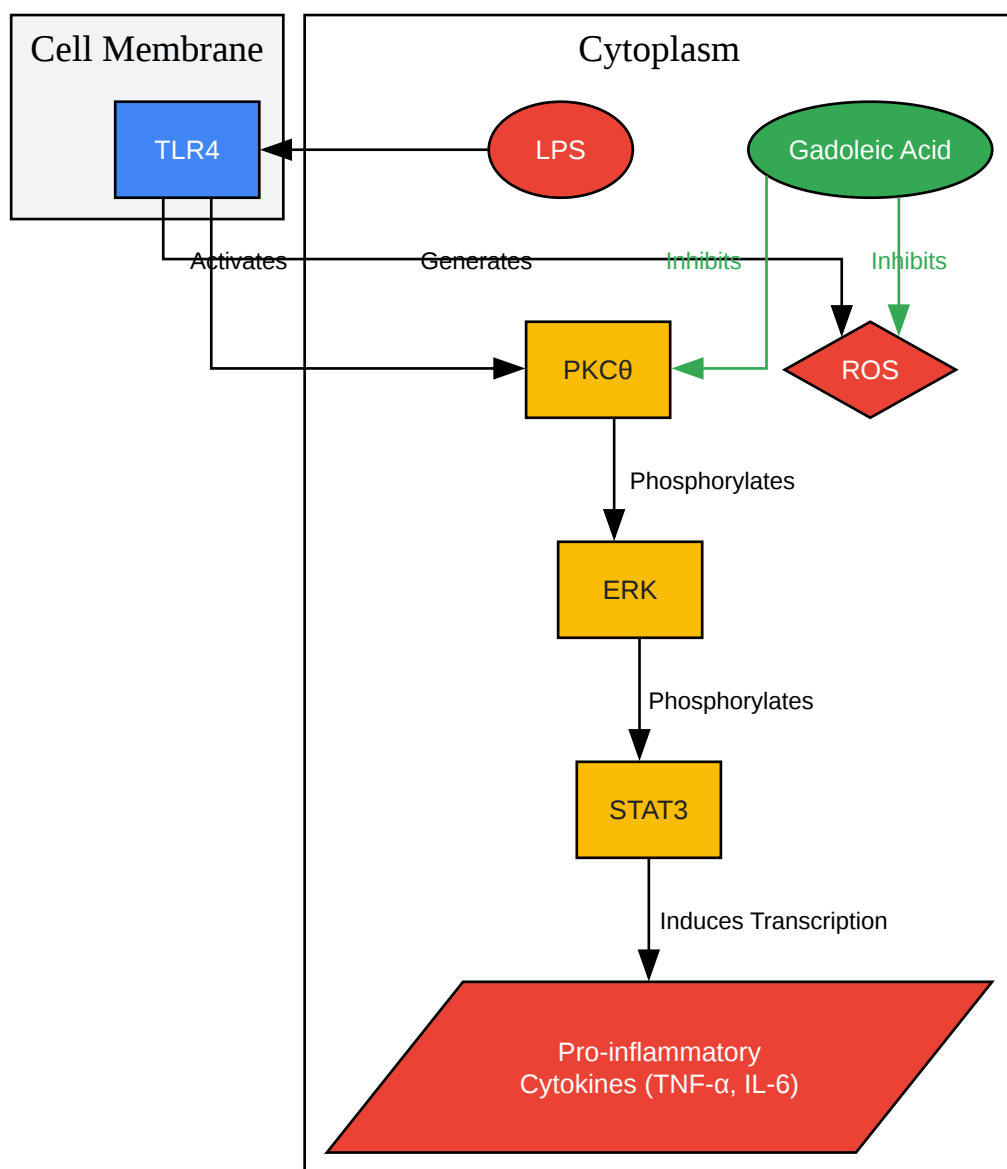 Cell Membrane
Cytoplasm
TLR4
LPS
Gadoleic Acid
Activates
Generates
Inhibits
Inhibits
PKCθ
ROS
Phosphorylates
ERK
Phosphorylates
STAT3
Induces Transcription
Pro-inflammatory
Cytokines (TNF-α, IL-6)